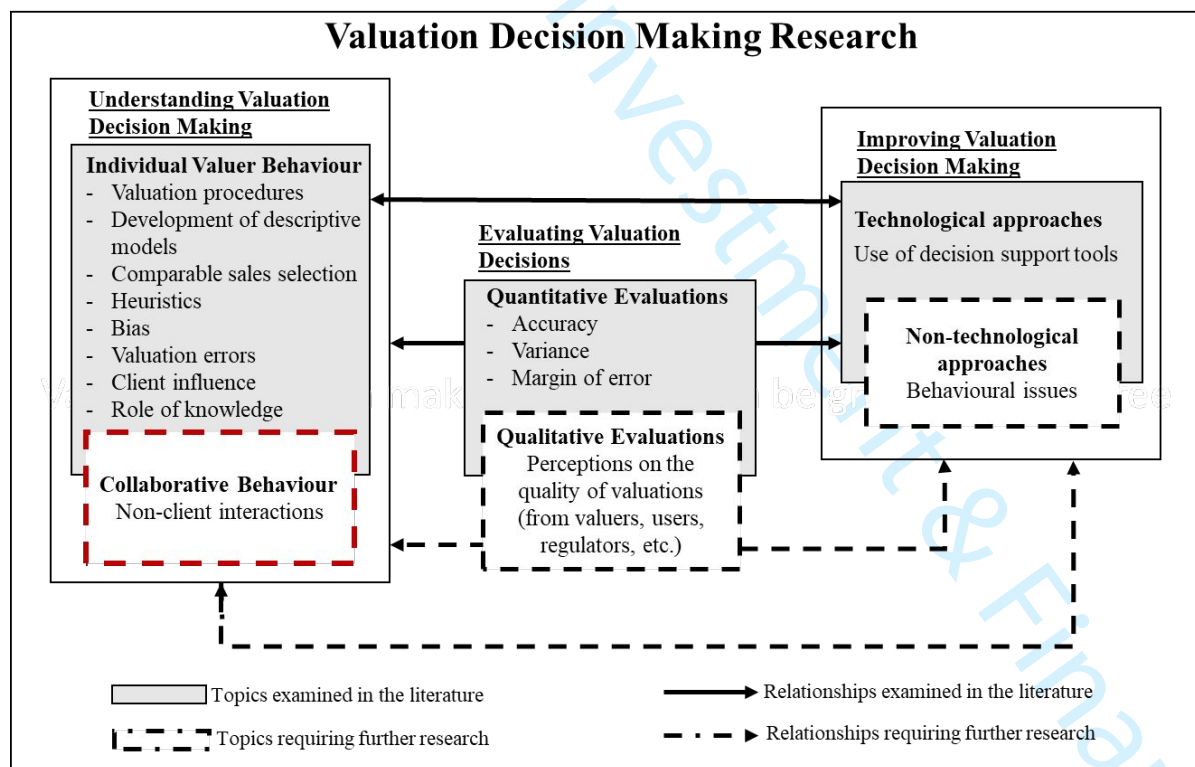 Valuation Decision Making Research
Understanding Valuation
Decision Making
Individual Valuer Behaviour
- Valuation procedures
- Development of descriptive
models
- Comparable sales selection
- Heuristics
- Bias
- Valuation errors
- Client influence
- Role of knowledge
Collaborative Behaviour
Non-client interactions
Evaluating Valuation
Decisions
Quantitative Evaluations
- Accuracy
- Variance
- Margin of error
Qualitative Evaluations
Perceptions on the
quality of valuations
(from valuers, users,
regulators, etc.)
Improving Valuation
Decision Making
Technological approaches
Use of decision support tools
Non-technological
approaches
Behavioural issues
Topics examined in the literature
Topics requiring further research
Relationships examined in the literature
Relationships requiring further research
Investment & Finan